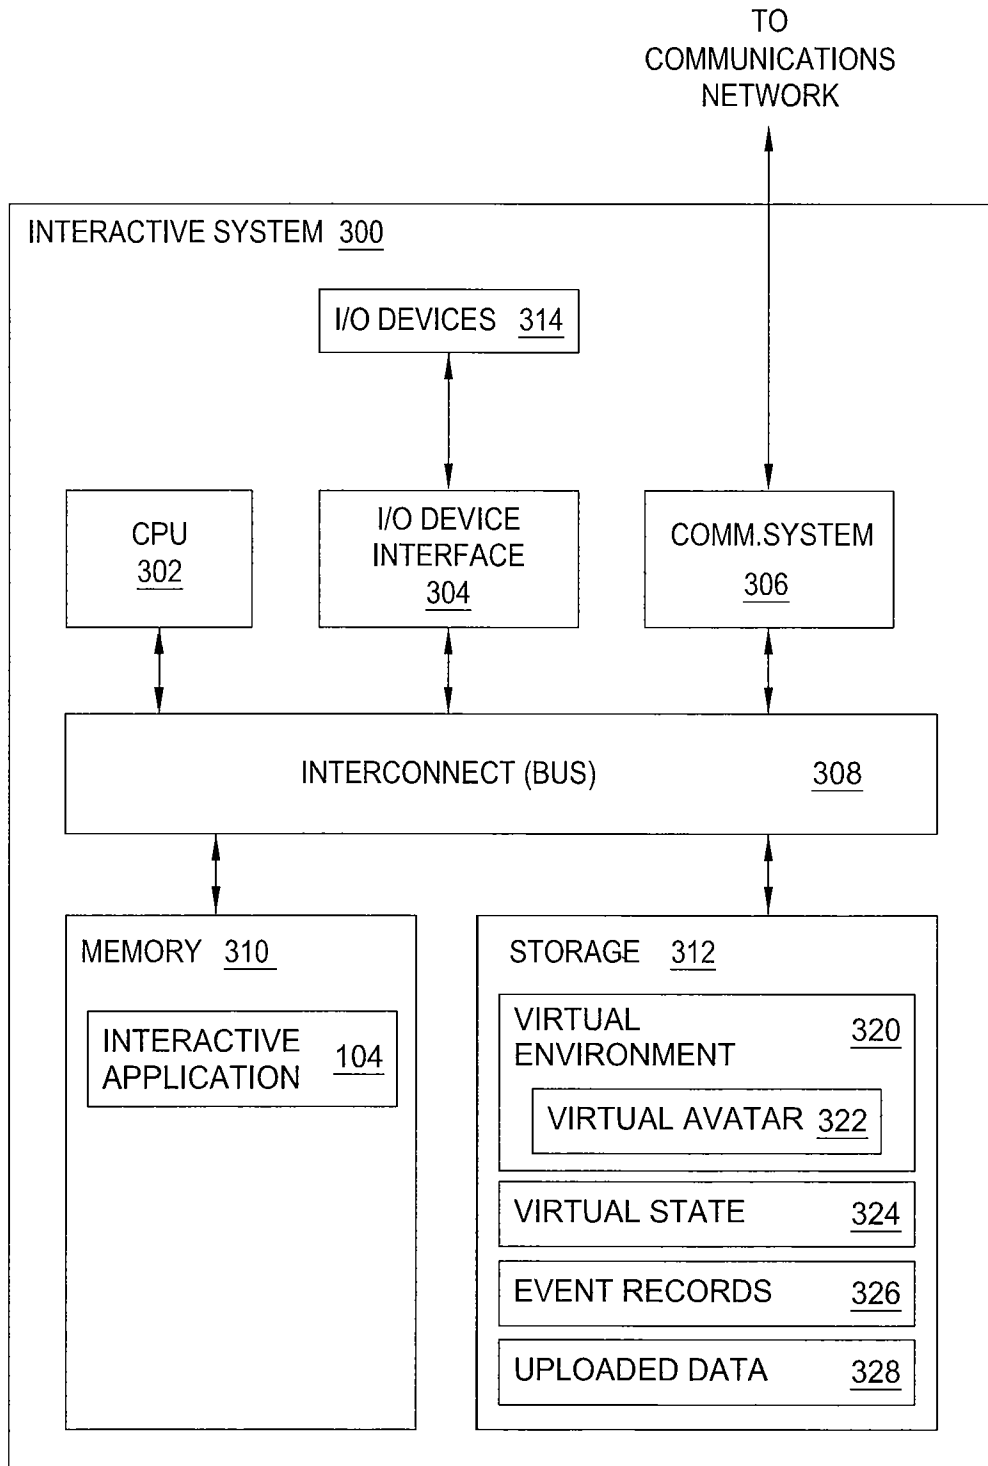 TO
COMMUNICATIONS
NETWORK
INTERACTIVE SYSTEM 300
I/O DEVICES 314
CPU
302
I/O DEVICE
INTERFACE
304
COMM.SYSTEM
306
INTERCONNECT (BUS) 308
MEMORY 310
INTERACTIVE
APPLICATION 104
STORAGE 312
VIRTUAL
ENVIRONMENT 320
VIRTUAL AVATAR 322
VIRTUAL STATE 324
EVENT RECORDS 326
UPLOADED DATA 328